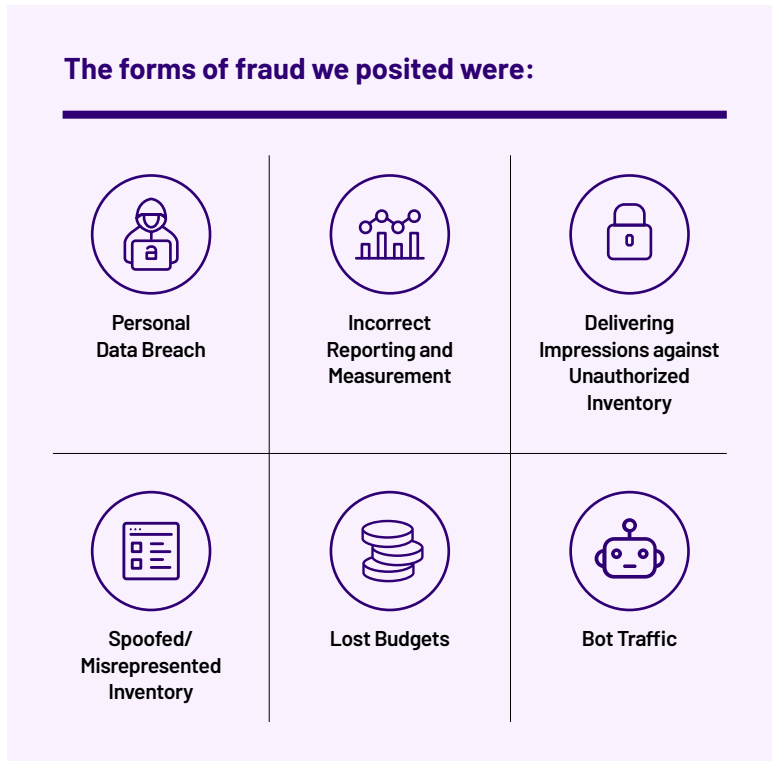 The forms of fraud we posited were:
a
Personal
Data Breach
Incorrect
Reporting and
Measurement
Delivering
Impressions against
Unauthorized
Inventory
Spoofed/
Misrepresented
Inventory
Lost Budgets
Bot Traffic